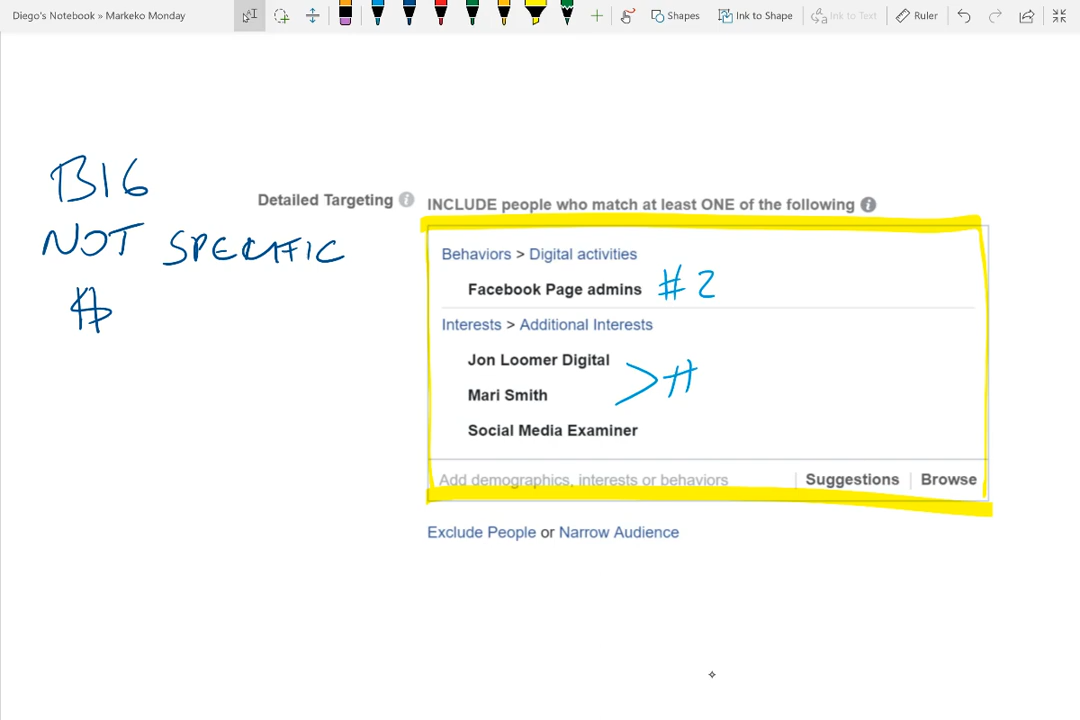 Diego's Notebook » Markeko Monday
Shapes
Ink to Shape
Ink to Text
Ruler
BIG
NOT SPECIFIC
$
Detailed Targeting
INCLUDE people who match at least ONE of the following
Behaviors > Digital activities
Facebook Page admins #2
Interests > Additional Interests
Jon Loomer Digital
Mari Smith
Social Media Examiner
Add demographics, interests or behaviors
Suggestions
Browse
Exclude People or Narrow Audience